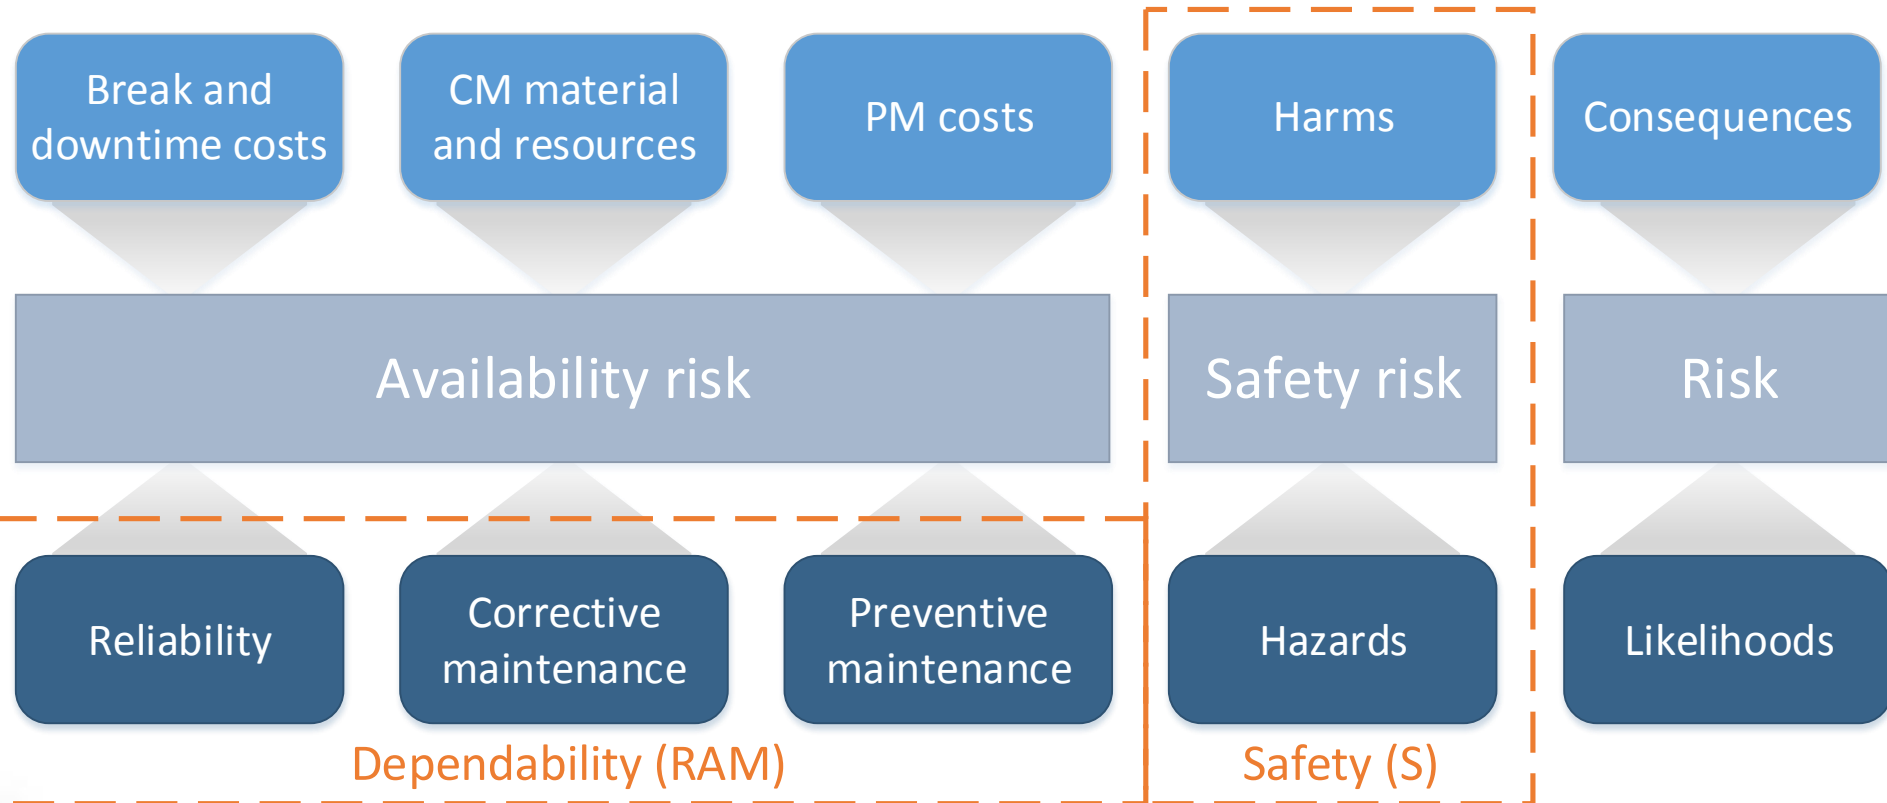 Break and
downtime costs
CM material
and resources
PM costs
Harms
Consequences
Availability risk
Safety risk
Risk
Reliability
Corrective
maintenance
Preventive
maintenance
Hazards
Likelihoods
Dependability (RAM)
Safety (S)